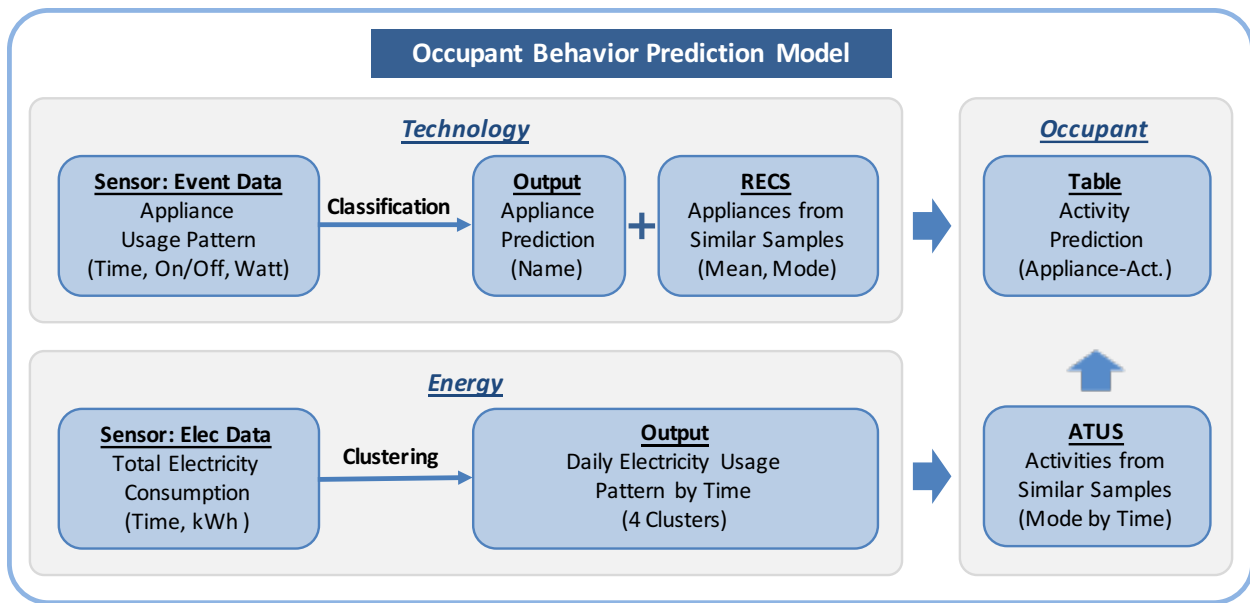 Occupant Behavior Prediction Model
Technology
Sensor: Event Data
Appliance
Usage Pattern
(Time, On/Off, Watt)
Classification
Output
Appliance
Prediction
(Name)
+
RECS
Appliances from
Similar Samples
(Mean, Mode)
Occupant
Table
Activity
Prediction
(Appliance-Act.)
Energy
Sensor: Elec Data
Total Electricity
Consumption
(Time, kWh )
Clustering
Output
Daily Electricity Usage
Pattern by Time
(4 Clusters)
ATUS
Activities from
Similar Samples
(Mode by Time)